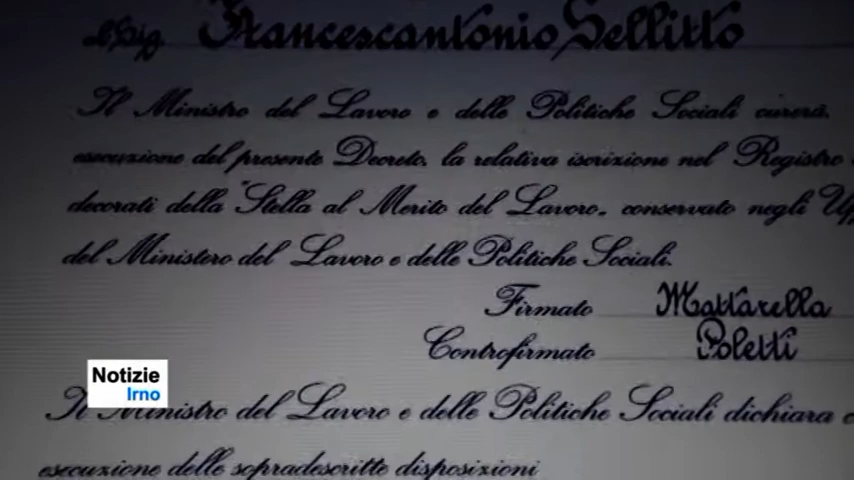 al Sig. Francescantonio Sellitto
Il Ministro del Lavoro e delle Politiche Sociali curerà,
esecuzione del presente Decreto, la relativa iscrizione nel Registro
decorati della "Stella al Merito del Lavoro, conservato negli
del Ministero del Lavoro e delle Politiche Sociali.
Firmato Mattarella
Controfirmato Poletti
Notizie
Irno
Il Ministro del Lavoro e delle Politiche Sociali dichiara
esecuzione delle sopradescritte disposizioni